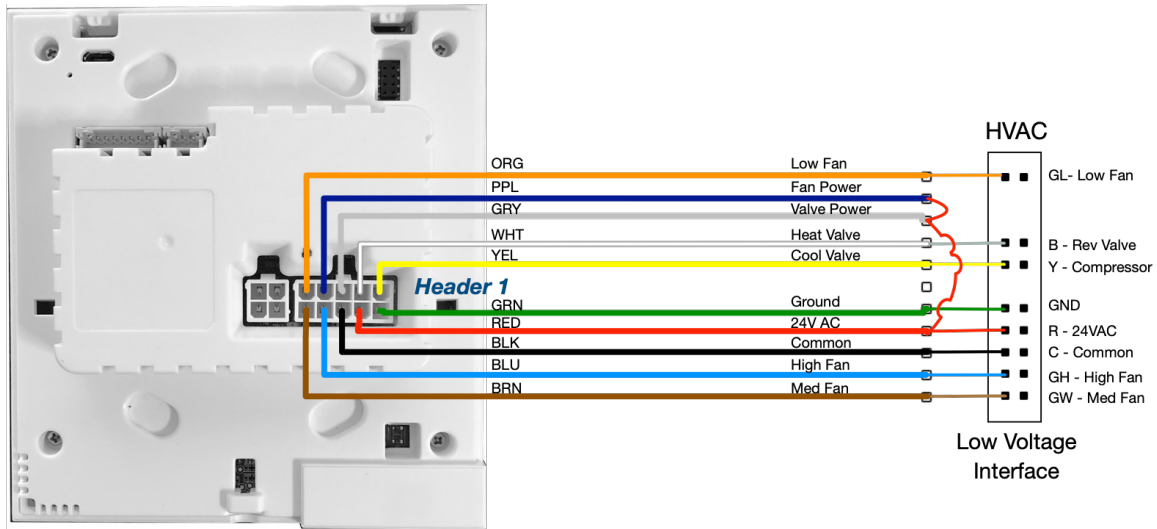 HVAC
ORG Low Fan GL- Low Fan
PPL Fan Power
GRY Valve Power
WHT Heat Valve B - Rev Valve
YEL Cool Valve Y - Compressor
Header 1
GRN Ground GND
RED 24V AC R - 24VAC
BLK Common C - Common
BLU High Fan GH - High Fan
BRN Med Fan GW - Med Fan
Low Voltage
Interface